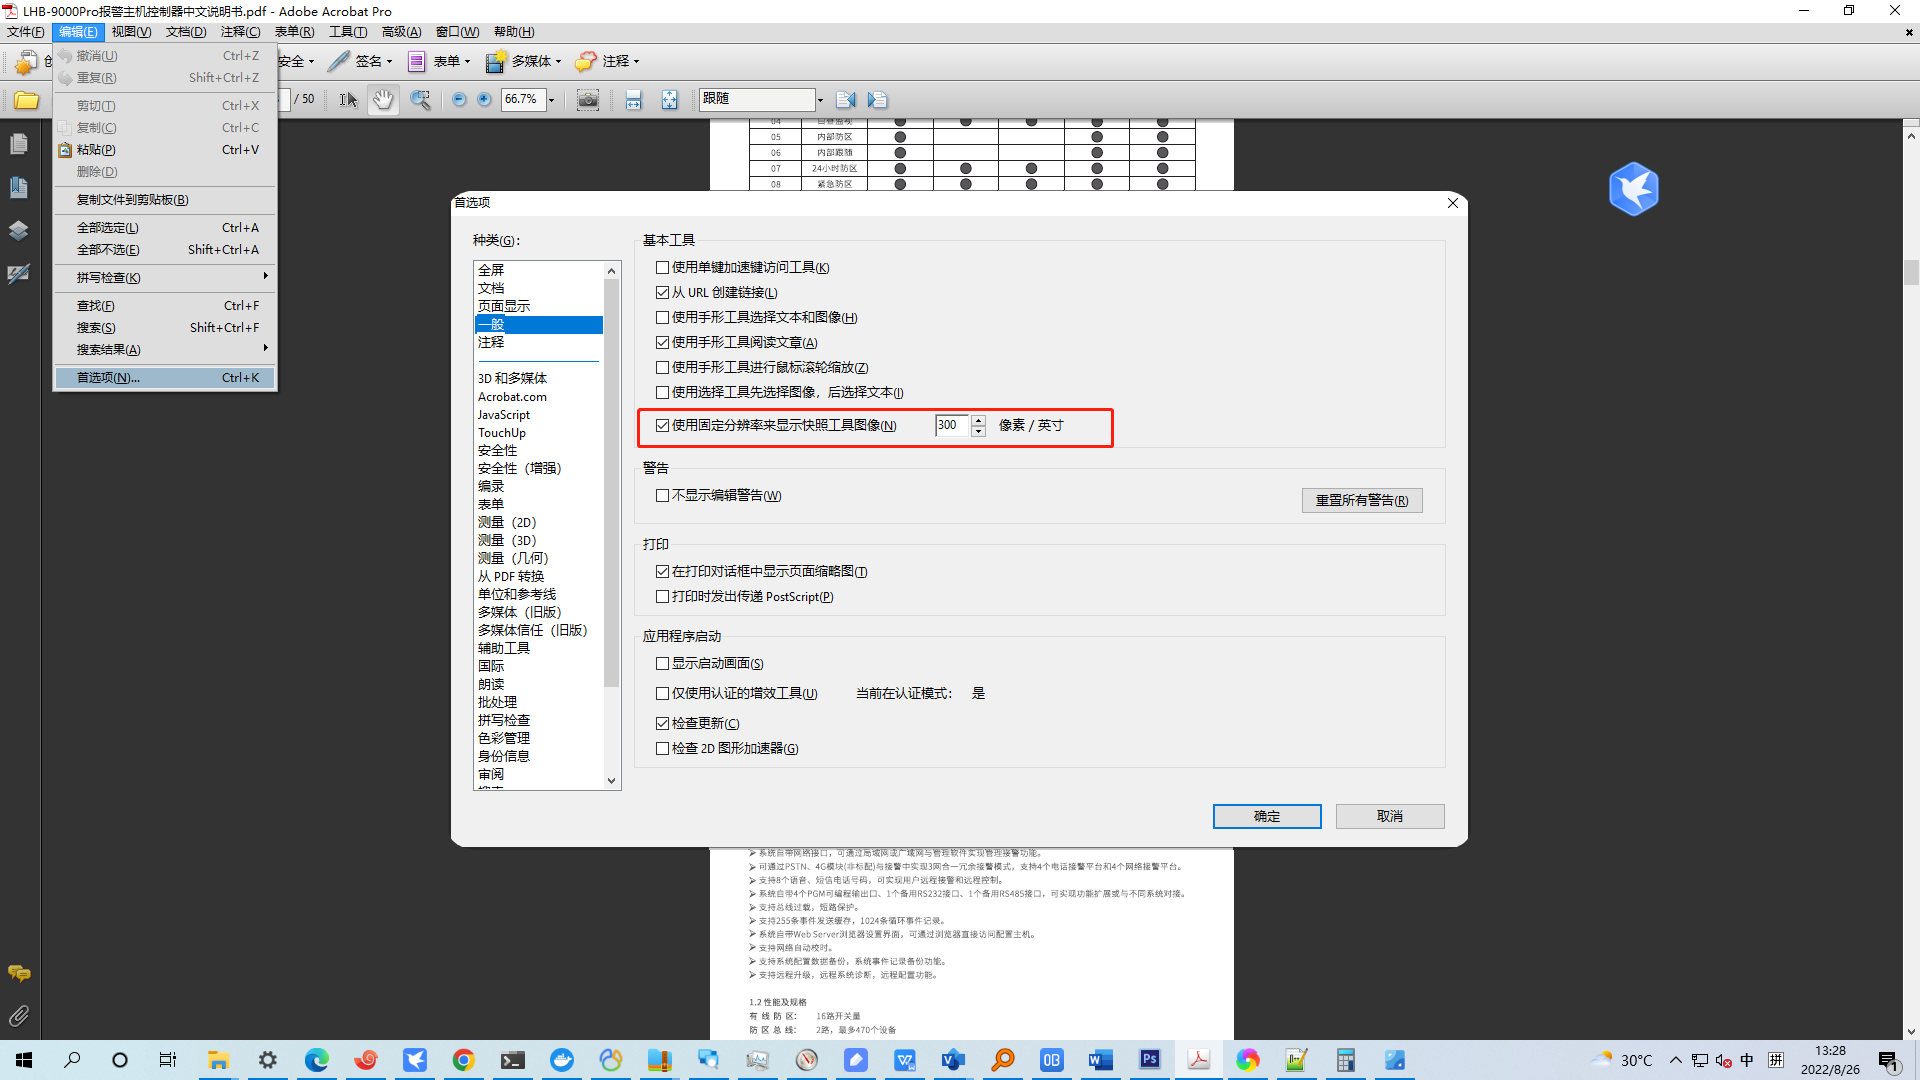 LHB-9000Pro报警主机控制器中文说明书.pdf - Adobe Acrobat Pro
文件(F) 编辑(E) 视图(V) 文档(D) 注释(C) 表单(R) 工具(T) 高级(A) 窗口(W) 帮助(H)
安全 签名 表单 多媒体 注释
/ 50 66.7% 跟随
撤消(U) Ctrl+Z
重复(R) Shift+Ctrl+Z
剪切(T) Ctrl+X
复制(C) Ctrl+C
粘贴(P) Ctrl+V
删除(D)
复制文件到剪贴板(B)
全部选定(L) Ctrl+A
全部不选(E) Shift+Ctrl+A
拼写检查(K)
查找(F) Ctrl+F
搜索(S) Shift+Ctrl+F
搜索结果(A)
首选项(N)... Ctrl+K
05 内部防区
06 内部跟随
07 24小时防区
08 紧急防区
首选项
种类(G):
全屏
文档
页面显示
一般
注释
3D 和多媒体
Acrobat.com
JavaScript
TouchUp
安全性
安全性（增强）
编录
表单
测量（2D）
测量（3D）
测量（几何）
从 PDF 转换
单位和参考线
多媒体（旧版）
多媒体信任（旧版）
辅助工具
国际
朗读
批处理
拼写检查
色彩管理
身份信息
审阅
基本工具
使用单键加速键访问工具(K)
从 URL 创建链接(L)
使用手形工具选择文本和图像(H)
使用手形工具阅读文章(A)
使用手形工具进行鼠标滚轮缩放(Z)
使用选择工具先选择图像，后选择文本(I)
使用固定分辨率来显示快照工具图像(N) 300 像素 / 英寸
警告
不显示编辑警告(W) 重置所有警告(R)
打印
在打印对话框中显示页面缩略图(T)
打印时发出传递 PostScript(P)
应用程序启动
显示启动画面(S)
仅使用认证的增效工具(U) 当前在认证模式： 是
检查更新(C)
检查 2D 图形加速器(G)
确定 取消
系统自带网络接口，可通过局域网或广域网与管理软件实现管理接警功能。
➢ 可通过PSTN、4G模块(非标配)与接警中实现3网合一冗余接警模式，支持4个电话接警平台和4个网络接警平台。
➢ 支持8个语音、短信电话号码，可实现用户远程接警和远程控制。
➢ 系统自带4个PGM可编程输出口、1个备用RS232接口、1个备用RS485接口，可实现功能扩展或与不同系统对接。
➢ 支持总线过载，短路保护。
➢ 支持255条事件发送缓存，1024条循环事件记录。
➢ 系统自带Web Server浏览器设置界面，可通过浏览器直接访问配置主机。
➢ 支持网络自动校时。
➢ 支持系统配置数据备份，系统事件记录备份功能。
➢ 支持远程升级，远程系统诊断，远程配置功能。
1.2 性能及规格
有 线 防 区： 16路开关量
防 区 总 线： 2路，最多470个设备
30°C 中 拼 13:28
2022/8/26
1